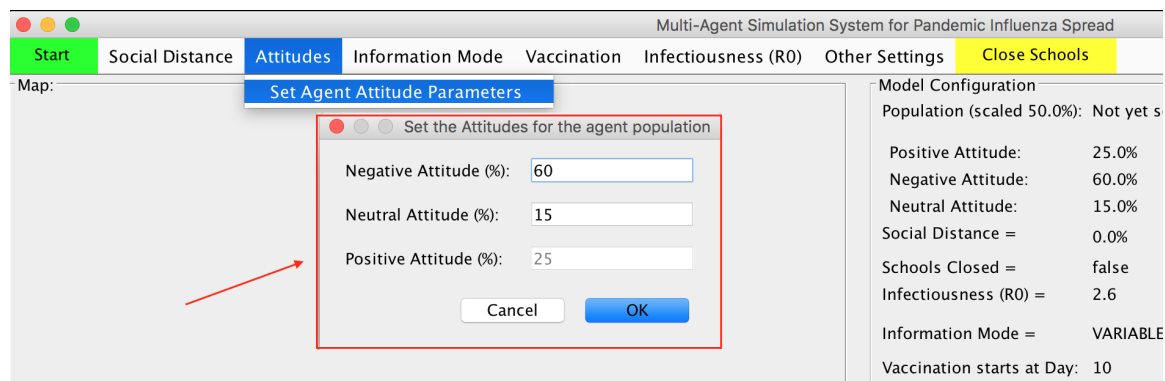 Multi-Agent Simulation System for Pandemic Influenza Spread
Start Social Distance Attitudes Information Mode Vaccination Infectiousness (R0) Other Settings Close Schools
Set Agent Attitude Parameters
Map:
Set the Attitudes for the agent population
Negative Attitude (%): 60
Neutral Attitude (%): 15
Positive Attitude (%): 25
Cancel OK
Model Configuration
Population (scaled 50.0%): Not yet s
Positive Attitude: 25.0%
Negative Attitude: 60.0%
Neutral Attitude: 15.0%
Social Distance = 0.0%
Schools Closed = false
Infectiousness (R0) = 2.6
Information Mode = VARIABLE
Vaccination starts at Day: 10